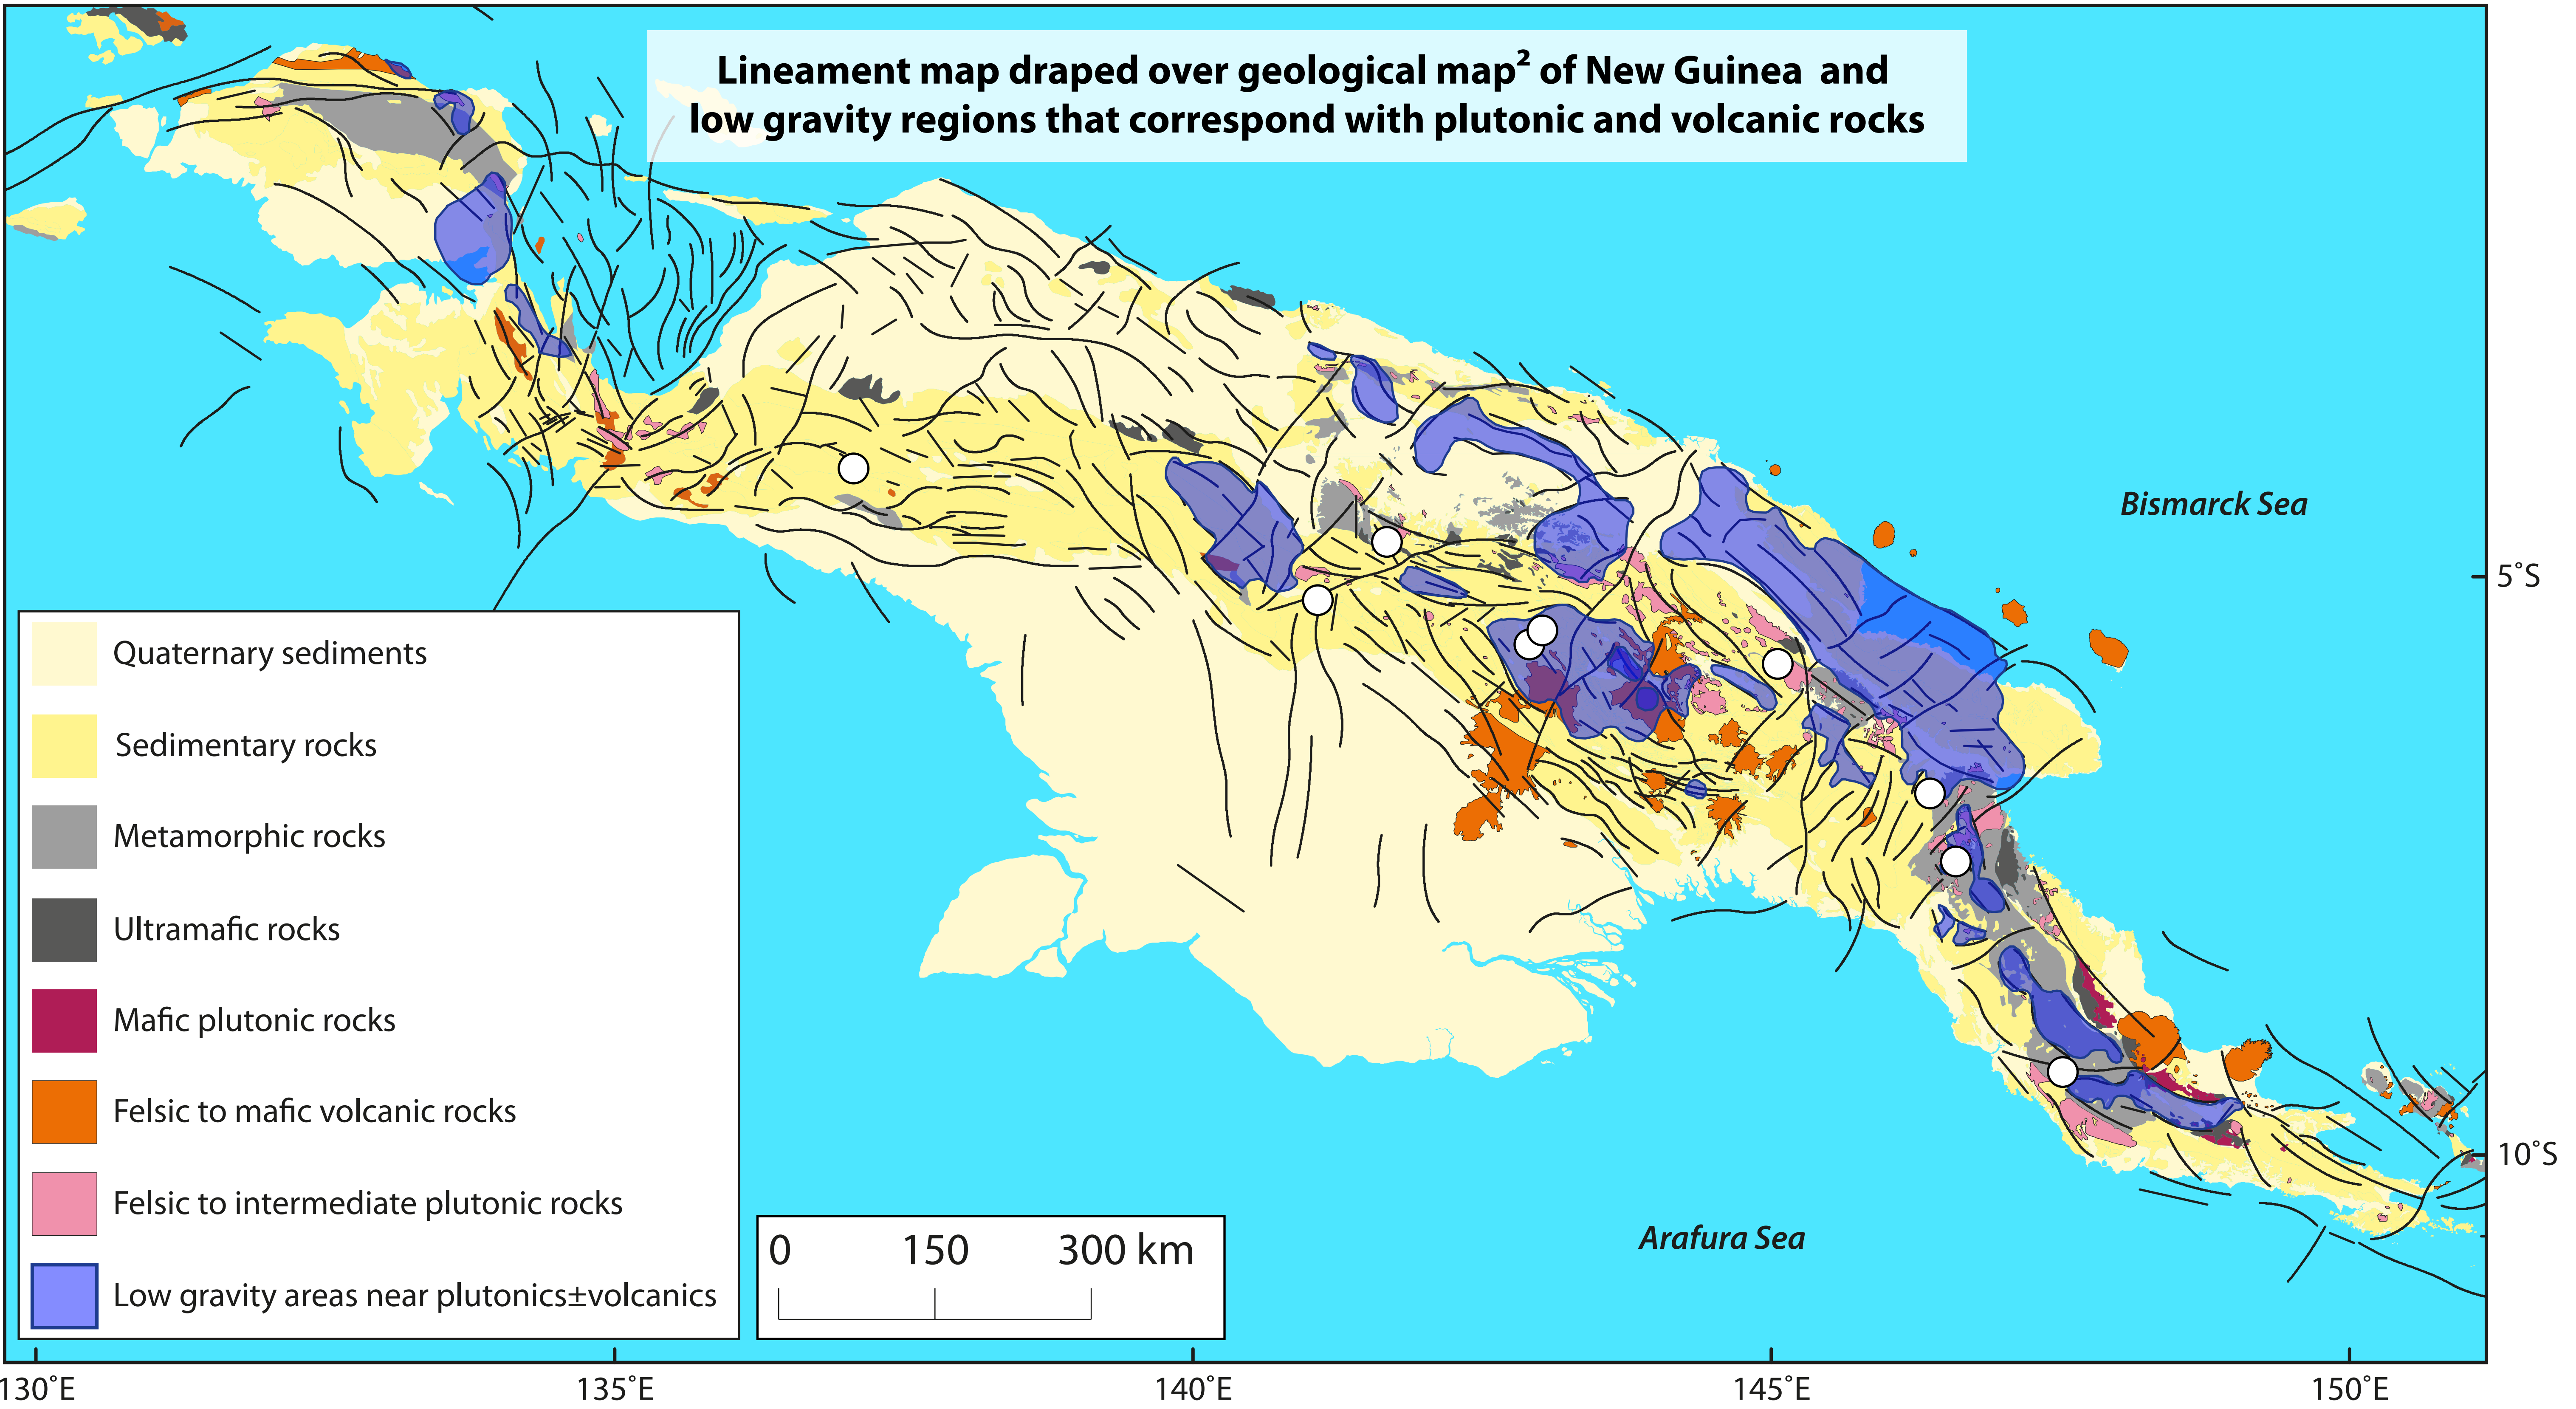 Lineament map draped over geological map² of New Guinea and
low gravity regions that correspond with plutonic and volcanic rocks
Bismarck Sea
5˚S
Quaternary sediments
Sedimentary rocks
Metamorphic rocks
Ultramafic rocks
Mafic plutonic rocks
Felsic to mafic volcanic rocks
Felsic to intermediate plutonic rocks
Low gravity areas near plutonics±volcanics
10˚S
Arafura Sea
0 150 300 km
130˚E 135˚E 140˚E 145˚E 150˚E